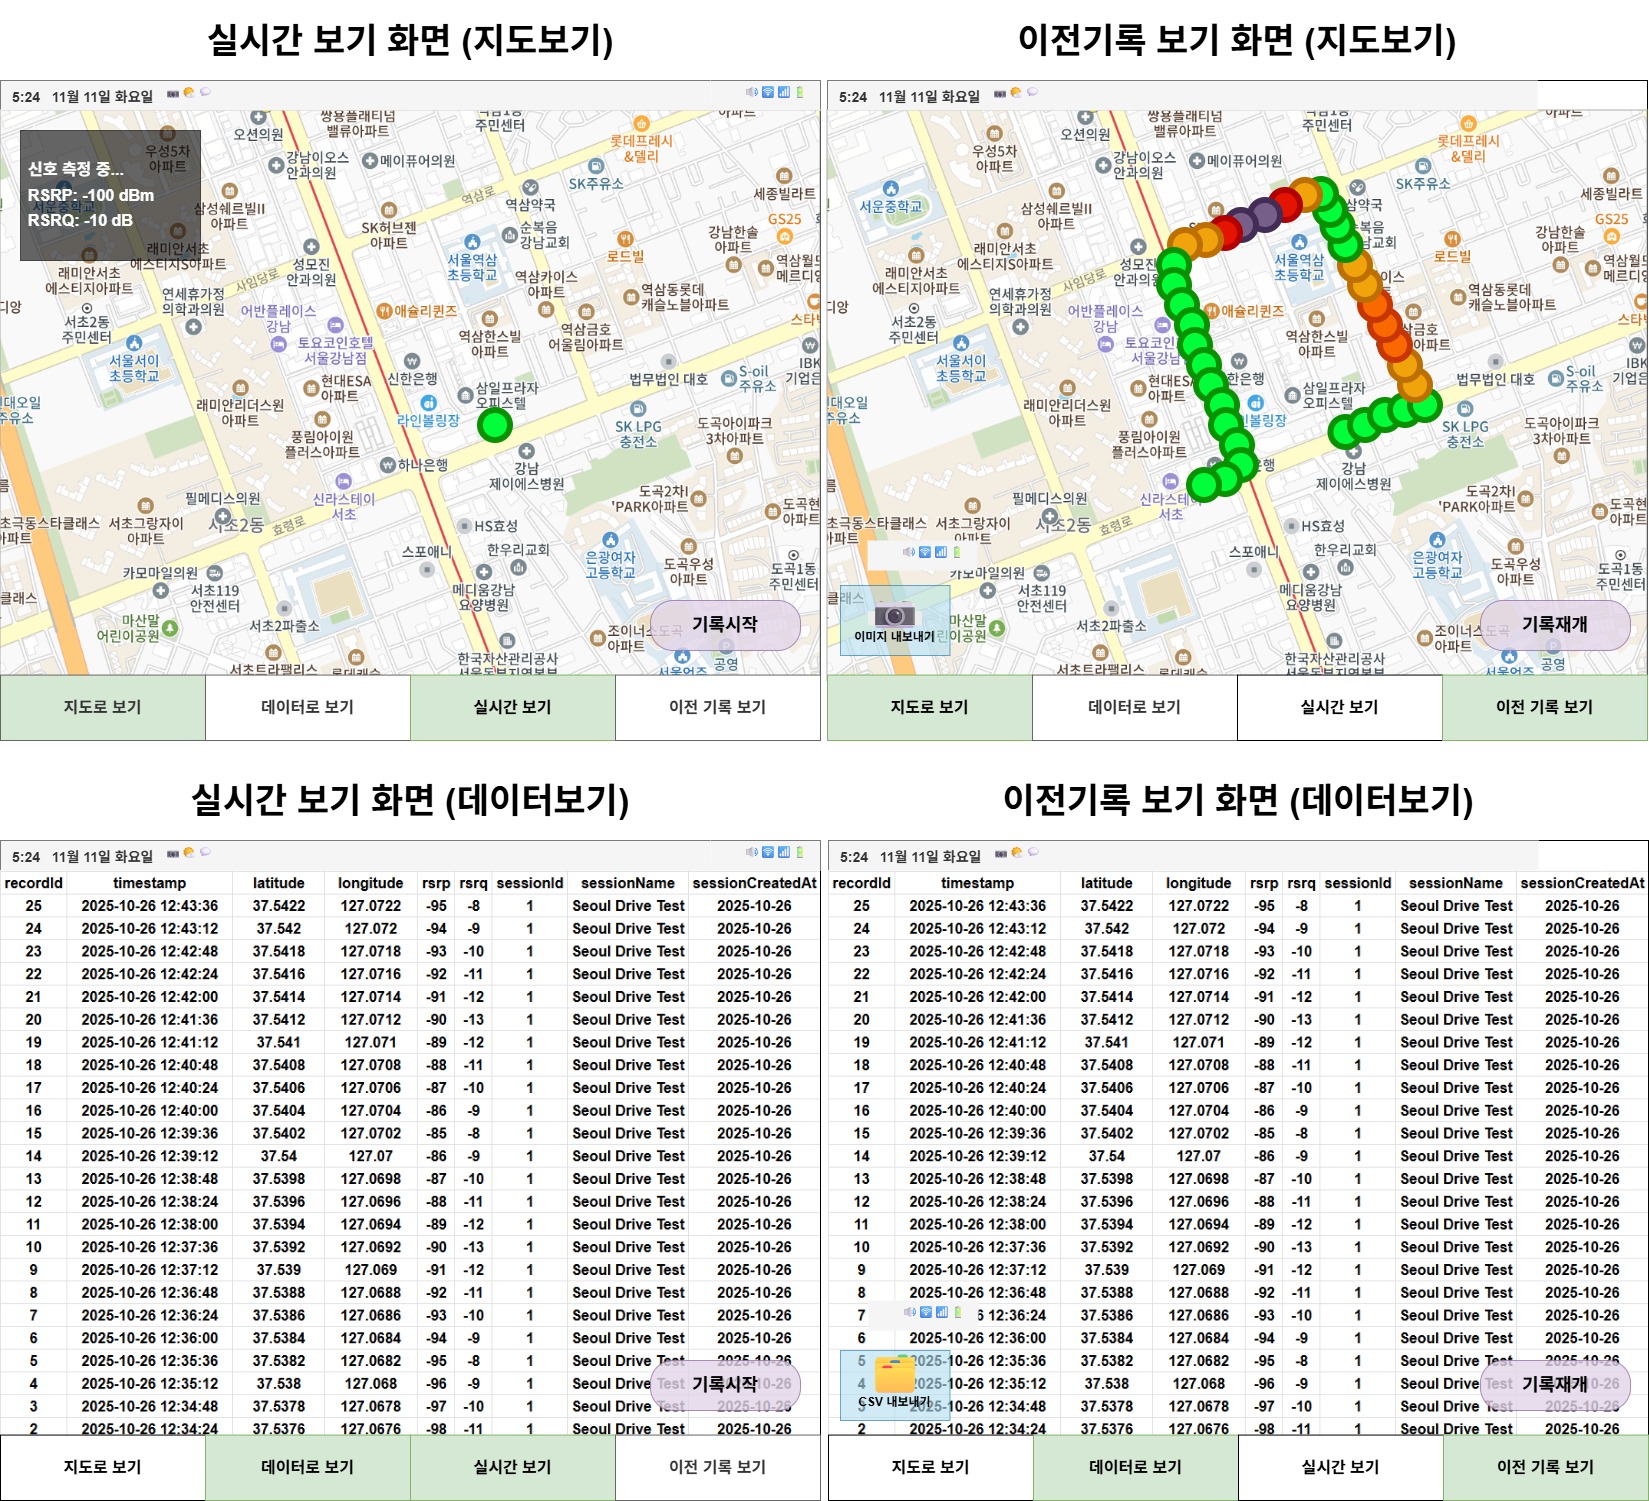 실시간 보기 화면 (지도보기)
5:24 11월 11일 화요일
신호 측정 중...
RSRP: -100 dBm
RSRQ: -10 dB
오션의원
쌍용플래티넘
밸류아파트
주민센터
롯데프레시
&델리
우성5차
아파트
강남이오스
안과의원
메이퓨어의원
SK주유소
세종빌라트
삼성쉐르빌II
아파트
역삼로
역삼약국
GS25
SK허브젠
아파트
순복음
강남교회
강남한솔
아파트
래미안서초
에스티지S아파트
성모진
안과의원
서울역삼
초등학교
로드빌
래미안서초
에스티지아파트
사임당로
역삼카이스
아파트
연세휴가정
의학과의원
어반플레이스
강남
애슐리퀸즈
역삼동롯데
캐슬노블아파트
서초2동
주민센터
토요코인호텔
서울강남점
역삼한스빌
아파트
역삼금호
어울림아파트
서울서이
초등학교
신한은행
현대ESA
아파트
삼일프라자
오피스텔
법무법인 대호
S-oil
주유소
래미안리더스원
아파트
라인볼링장
SK LPG
충전소
도곡아이파크
3차아파트
풍림아이원
플러스아파트
하나은행
강남
제이에스병원
신라스테이
서초
필메디스의원
도곡2차I
'PARK아파트
서초그랑자이
아파트
서초2동
효령로
HS효성
스포애니
한우리교회
은광여자
고등학교
도곡우성
아파트
도곡1동
주민센터
카모마일의원
서초119
안전센터
메디움강남
요양병원
마산말
어린이공원
서초2파출소
한국자산관리공사
서초트라팰리스
기록시작
지도로 보기 데이터로 보기 실시간 보기 이전 기록 보기
이전기록 보기 화면 (지도보기)
5:24 11월 11일 화요일
오션의원
쌍용플래티넘
밸류아파트
주민센터
롯데프레시
&델리
우성5차
아파트
강남이오스
안과의원
메이퓨어의원
SK주유소
서운중학교
세종빌라트
삼성쉐르빌II
아파트
GS25
강남한솔
아파트
래미안서초
에스티지S아파트
서울역삼
초등학교
로드빌
래미안서초
에스티지아파트
사임당로
연세휴가정
의학과의원
어반플레이스
강남
애슐리퀸즈
역삼동롯데
캐슬노블아파트
서초2동
주민센터
역삼한스빌
아파트
역삼금호
서울서이
초등학교
현대ESA
아파트
삼일프라자
오피스텔
법무법인 대호
S-oil
주유소
래미안리더스원
아파트
SK LPG
충전소
도곡아이파크
3차아파트
풍림아이원
플러스아파트
강남
제이에스병원
필메디스의원
도곡2차I
'PARK아파트
서초그랑자이
아파트
서초2동
효령로
HS효성
스포애니
한우리교회
은광여자
고등학교
도곡우성
아파트
도곡1동
주민센터
카모마일의원
서초119
안전센터
메디움강남
요양병원
서초2파출소
한국자산관리공사
서초트라팰리스
이미지 내보내기
기록재개
지도로 보기 데이터로 보기 실시간 보기 이전 기록 보기
실시간 보기 화면 (데이터보기)
5:24 11월 11일 화요일
recordId timestamp latitude longitude rsrp rsrq sessionId sessionName sessionCreatedAt
25 2025-10-26 12:43:36 37.5422 127.0722 -95 -8 1 Seoul Drive Test 2025-10-26
24 2025-10-26 12:43:12 37.542 127.072 -94 -9 1 Seoul Drive Test 2025-10-26
23 2025-10-26 12:42:48 37.5418 127.0718 -93 -10 1 Seoul Drive Test 2025-10-26
22 2025-10-26 12:42:24 37.5416 127.0716 -92 -11 1 Seoul Drive Test 2025-10-26
21 2025-10-26 12:42:00 37.5414 127.0714 -91 -12 1 Seoul Drive Test 2025-10-26
20 2025-10-26 12:41:36 37.5412 127.0712 -90 -13 1 Seoul Drive Test 2025-10-26
19 2025-10-26 12:41:12 37.541 127.071 -89 -12 1 Seoul Drive Test 2025-10-26
18 2025-10-26 12:40:48 37.5408 127.0708 -88 -11 1 Seoul Drive Test 2025-10-26
17 2025-10-26 12:40:24 37.5406 127.0706 -87 -10 1 Seoul Drive Test 2025-10-26
16 2025-10-26 12:40:00 37.5404 127.0704 -86 -9 1 Seoul Drive Test 2025-10-26
15 2025-10-26 12:39:36 37.5402 127.0702 -85 -8 1 Seoul Drive Test 2025-10-26
14 2025-10-26 12:39:12 37.54 127.07 -86 -9 1 Seoul Drive Test 2025-10-26
13 2025-10-26 12:38:48 37.5398 127.0698 -87 -10 1 Seoul Drive Test 2025-10-26
12 2025-10-26 12:38:24 37.5396 127.0696 -88 -11 1 Seoul Drive Test 2025-10-26
11 2025-10-26 12:38:00 37.5394 127.0694 -89 -12 1 Seoul Drive Test 2025-10-26
10 2025-10-26 12:37:36 37.5392 127.0692 -90 -13 1 Seoul Drive Test 2025-10-26
9 2025-10-26 12:37:12 37.539 127.069 -91 -12 1 Seoul Drive Test 2025-10-26
8 2025-10-26 12:36:48 37.5388 127.0688 -92 -11 1 Seoul Drive Test 2025-10-26
7 2025-10-26 12:36:24 37.5386 127.0686 -93 -10 1 Seoul Drive Test 2025-10-26
6 2025-10-26 12:36:00 37.5384 127.0684 -94 -9 1 Seoul Drive Test 2025-10-26
5 2025-10-26 12:35:36 37.5382 127.0682 -95 -8 1 Seoul Drive Test 2025-10-26
4 2025-10-26 12:35:12 37.538 127.068 -96 -9 1 Seoul Drive
3 2025-10-26 12:34:48 37.5378 127.0678 -97 -10 1 Seoul Drive Test 2025-10-26
2 2025-10-26 12:34:24 37.5376 127.0676 -98 -11 1 Seoul Drive Test 2025-10-26
기록시작
지도로 보기 데이터로 보기 실시간 보기 이전 기록 보기
이전기록 보기 화면 (데이터보기)
5:24 11월 11일 화요일
recordId timestamp latitude longitude rsrp rsrq sessionId sessionName sessionCreatedAt
25 2025-10-26 12:43:36 37.5422 127.0722 -95 -8 1 Seoul Drive Test 2025-10-26
24 2025-10-26 12:43:12 37.542 127.072 -94 -9 1 Seoul Drive Test 2025-10-26
23 2025-10-26 12:42:48 37.5418 127.0718 -93 -10 1 Seoul Drive Test 2025-10-26
22 2025-10-26 12:42:24 37.5416 127.0716 -92 -11 1 Seoul Drive Test 2025-10-26
21 2025-10-26 12:42:00 37.5414 127.0714 -91 -12 1 Seoul Drive Test 2025-10-26
20 2025-10-26 12:41:36 37.5412 127.0712 -90 -13 1 Seoul Drive Test 2025-10-26
19 2025-10-26 12:41:12 37.541 127.071 -89 -12 1 Seoul Drive Test 2025-10-26
18 2025-10-26 12:40:48 37.5408 127.0708 -88 -11 1 Seoul Drive Test 2025-10-26
17 2025-10-26 12:40:24 37.5406 127.0706 -87 -10 1 Seoul Drive Test 2025-10-26
16 2025-10-26 12:40:00 37.5404 127.0704 -86 -9 1 Seoul Drive Test 2025-10-26
15 2025-10-26 12:39:36 37.5402 127.0702 -85 -8 1 Seoul Drive Test 2025-10-26
14 2025-10-26 12:39:12 37.54 127.07 -86 -9 1 Seoul Drive Test 2025-10-26
13 2025-10-26 12:38:48 37.5398 127.0698 -87 -10 1 Seoul Drive Test 2025-10-26
12 2025-10-26 12:38:24 37.5396 127.0696 -88 -11 1 Seoul Drive Test 2025-10-26
11 2025-10-26 12:38:00 37.5394 127.0694 -89 -12 1 Seoul Drive Test 2025-10-26
10 2025-10-26 12:37:36 37.5392 127.0692 -90 -13 1 Seoul Drive Test 2025-10-26
9 2025-10-26 12:37:12 37.539 127.069 -91 -12 1 Seoul Drive Test 2025-10-26
8 2025-10-26 12:36:48 37.5388 127.0688 -92 -11 1 Seoul Drive Test 2025-10-26
7 12:36:24 37.5386 127.0686 -93 -10 1 Seoul Drive Test 2025-10-26
6 2025-10-26 12:36:00 37.5384 127.0684 -94 -9 1 Seoul Drive Test 2025-10-26
5 2025-10-26 12:35:36 37.5382 127.0682 -95 -8 1 Seoul Drive Test 2025-10-26
4 12:35:12 37.538 127.068 -96 -9 1 Seoul Drive
12:34:48 37.5378 127.0678 -97 -10 1 Seoul Drive Test 2025-10-26
2 2025-10-26 12:34:24 37.5376 127.0676 -98 -11 1 Seoul Drive Test 2025-10-26
CSV 내보내기
기록재개
지도로 보기 데이터로 보기 실시간 보기 이전 기록 보기